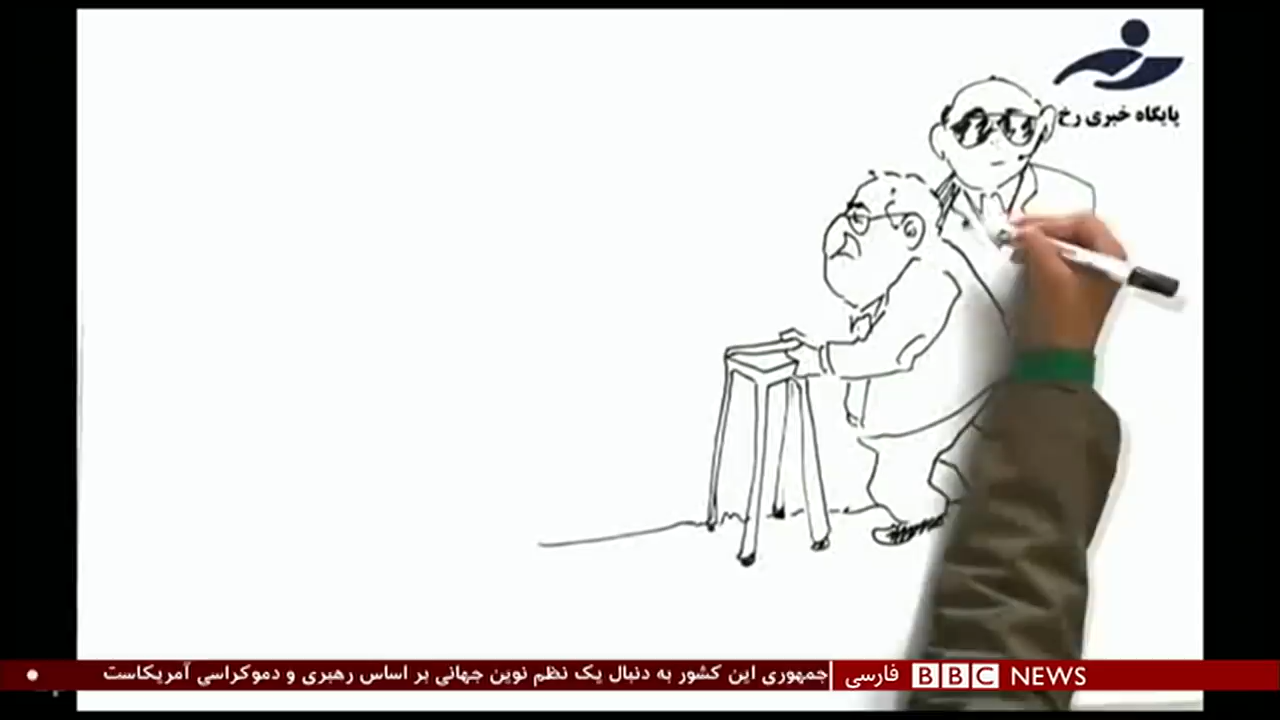 پایگاه خبری رخ
جمهوری این کشور به دنبال یک نظم نوین جهانی بر اساس رهبری و دموکراسی آمریکاست
BBC NEWS فارسی